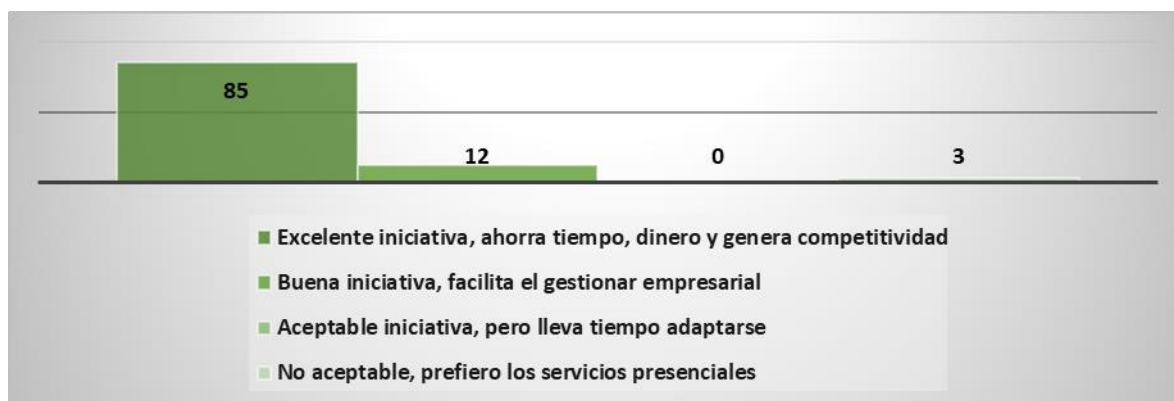 85
12
0
3
Excelente iniciativa, ahorra tiempo, dinero y genera competitividad
Buena iniciativa, facilita el gestionar empresarial
Aceptable iniciativa, pero lleva tiempo adaptarse
No aceptable, prefiero los servicios presenciales